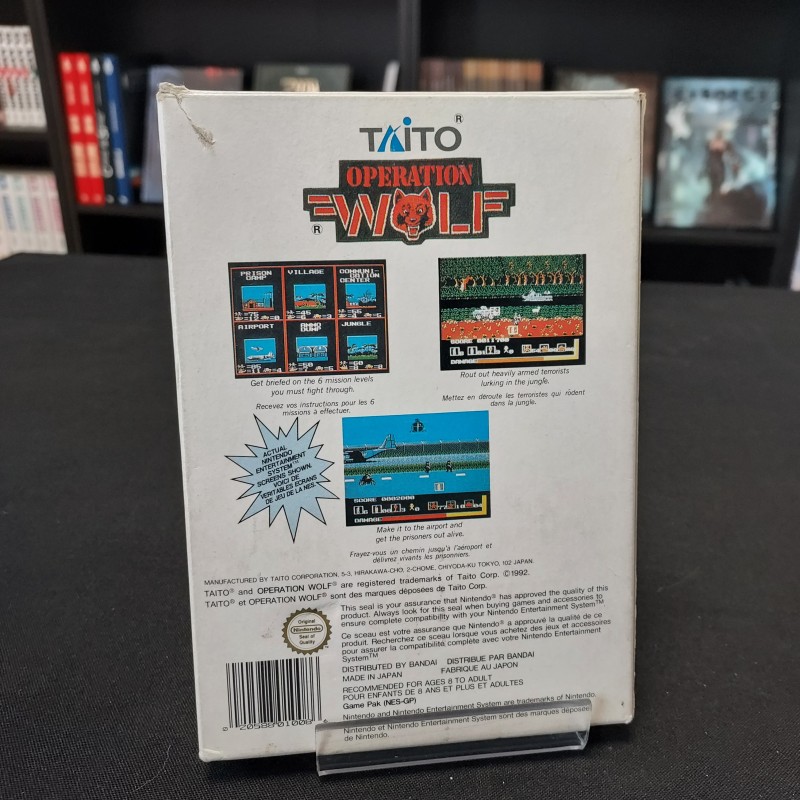 TAITO®
OPERATION
WOLF
®
PRISON CAMP
VILLAGE
COMMUNI-
CATION
CENTER
AIRPORT
AMMO
DUMP
JUNGLE
Get briefed on the 6 mission levels
you must fight through.
Recevez vos instructions pour les 6
missions à effectuer.
SCORE 0011700
DAMAGE
Rout out heavily armed terrorists
lurking in the jungle.
Mettez en déroute les terroristes qui rôdent
dans la jungle.
ACTUAL
NINTENDO
ENTERTAINMENT
SYSTEM™
SCREENS SHOWN.
VOICI DE
VERITABLES ECRANS
DE JEU DE LA NES.
SCORE 0002000
DAMAGE
Make it to the airport and
get the prisoners out alive.
Frayez-vous un chemin jusqu'à l'aéroport et
délivrez vivants les prisonniers.
MANUFACTURED BY TAITO CORPORATION, 5-3, HIRAKAWA-CHO, 2-CHOME, CHIYODA-KU TOKYO, 102 JAPAN.
TAITO® and OPERATION WOLF® are registered trademarks of Taito Corp. ©1992.
TAITO® et OPERATION WOLF® sont des marques déposées de Taito Corp.
Original
Nintendo
Seal of
Quality
This seal is your assurance that Nintendo® has approved the quality of this
product. Always look for this seal when buying games and accessories to
ensure complete compatibility with your Nintendo Entertainment System™
Ce sceau est votre assurance que Nintendo® a approuvé la qualité de ce
produit. Recherchez ce sceau lorsque vous achetez des jeux et accessoires
pour assurer la compatibilité complète avec votre Nintendo Entertainment
System™
DISTRIBUTED BY BANDAI DISTRIBUE PAR BANDAI
MADE IN JAPAN FABRIQUE AU JAPON
RECOMMENDED FOR AGES 8 TO ADULT
POUR ENFANTS DE 8 ANS ET PLUS ET ADULTES
Game Pak (NES-GP)
Nintendo and Nintendo Entertainment System are trademarks of Nintendo.
Nintendo et Nintendo Entertainment System sont des marques déposées
de Nintendo.